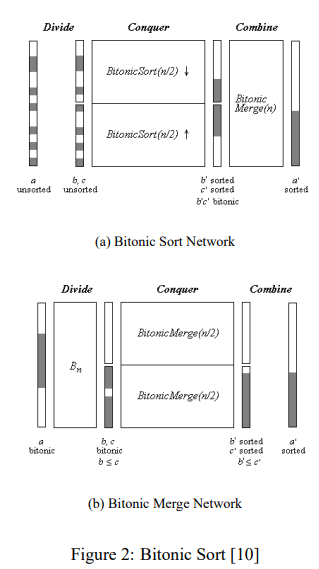 Divide Conquer Combine
BitonicSort(n/2) ↓
Bitonic
Merge(n)
BitonicSort(n/2) ↑
a b, c b' sorted a'
unsorted unsorted c' sorted sorted
b'c' bitonic
(a) Bitonic Sort Network
Divide Conquer Combine
BitonicMerge(n/2)
Bn
BitonicMerge(n/2)
a b, c b' sorted a'
bitonic bitonic c' sorted sorted
b ≤ c b' ≤ c'
(b) Bitonic Merge Network
Figure 2: Bitonic Sort [10]